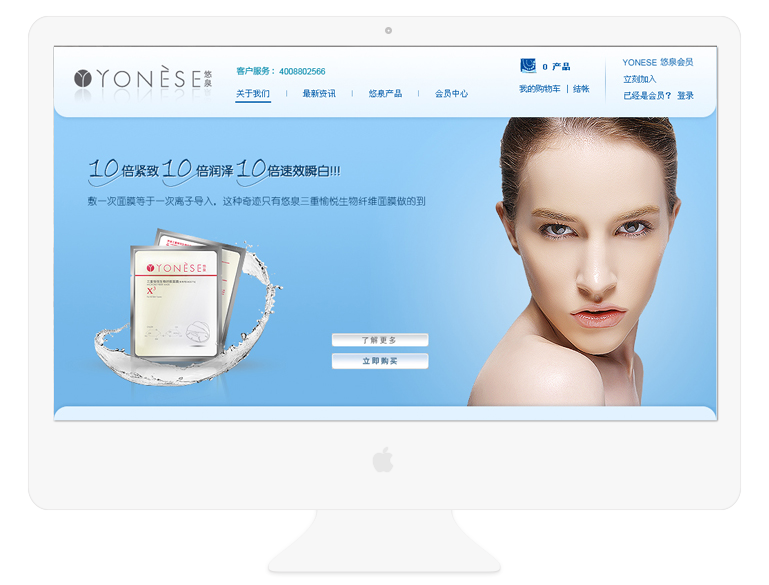 YONÈSE 悠泉
客户服务： 4008802566
关于我们 | 最新资讯 | 悠泉产品 | 会员中心
0 产品
我的购物车 | 结帐
YONESE 悠泉会员
立刻加入
已经是会员？ 登录
10倍紧致10倍润泽10倍速效瞬白!!!
敷一次面膜等于一次离子导入，这种奇迹只有悠泉三重愉悦生物纤维面膜做的到
YONÈSE
X³
了解更多
立即购买